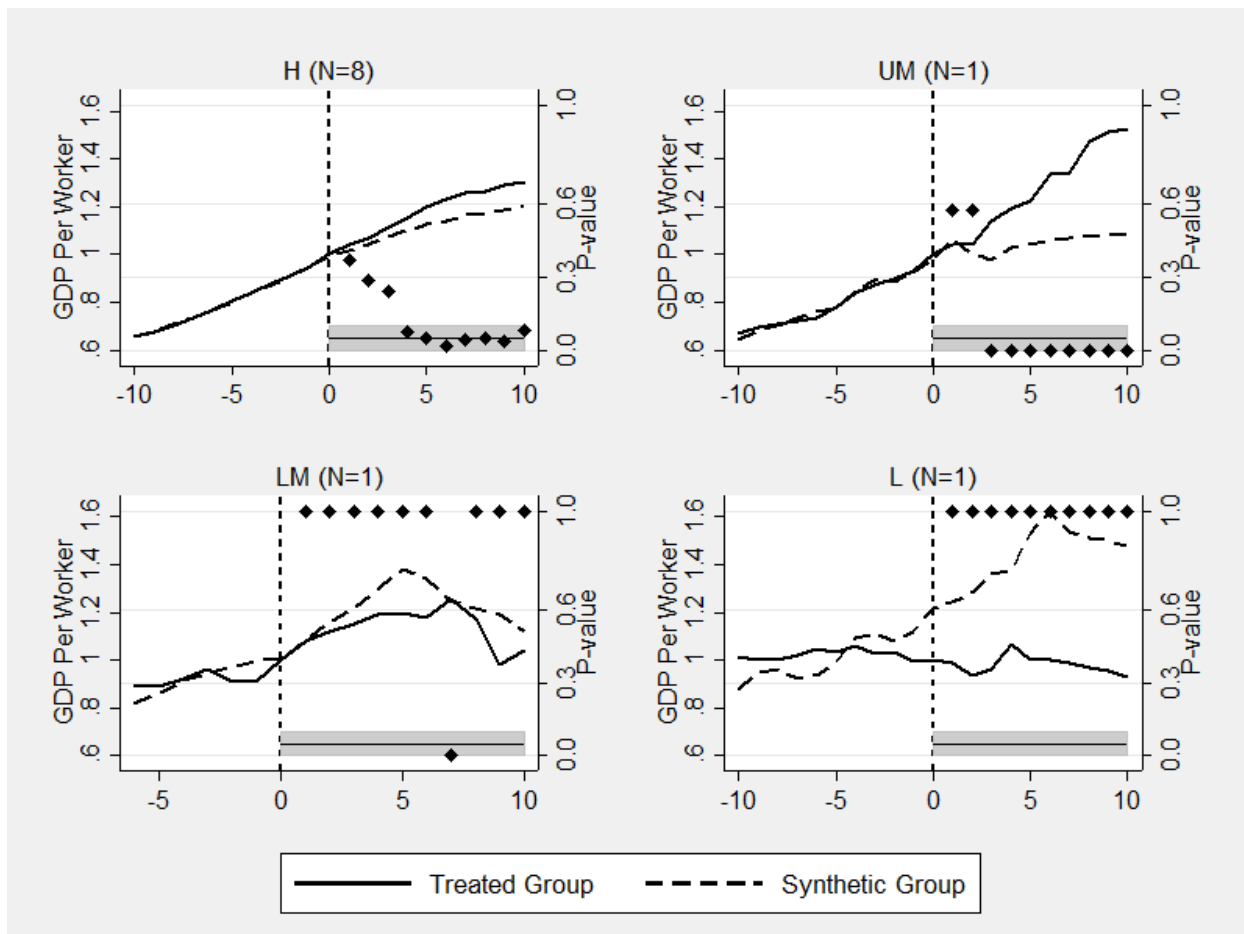 H (N=8)
GDP Per Worker
.6 .8 1 1.2 1.4 1.6
P-value
0.0 0.3 0.6 1.0
-10 -5 0 5 10
UM (N=1)
GDP Per Worker
.6 .8 1 1.2 1.4 1.6
P-value
0.0 0.3 0.6 1.0
-10 -5 0 5 10
LM (N=1)
GDP Per Worker
.6 .8 1 1.2 1.4 1.6
P-value
0.0 0.3 0.6 1.0
-5 0 5 10
L (N=1)
GDP Per Worker
.6 .8 1 1.2 1.4 1.6
P-value
0.0 0.3 0.6 1.0
-10 -5 0 5 10
Treated Group Synthetic Group